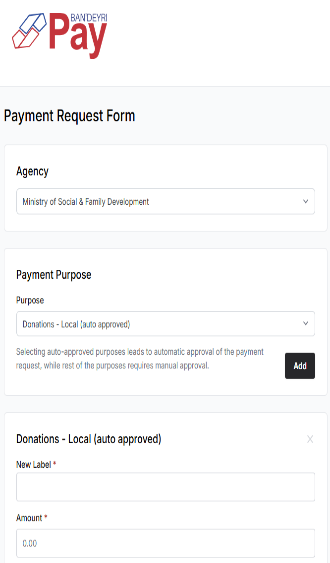 BANDEYRI
Pay
Payment Request Form
Agency
Ministry of Social & Family Development
Payment Purpose
Purpose
Donations - Local (auto approved)
Selecting auto-approved purposes leads to automatic approval of the payment
request, while rest of the purposes requires manual approval.
Add
Donations - Local (auto approved)
New Label *
Amount *
0.00